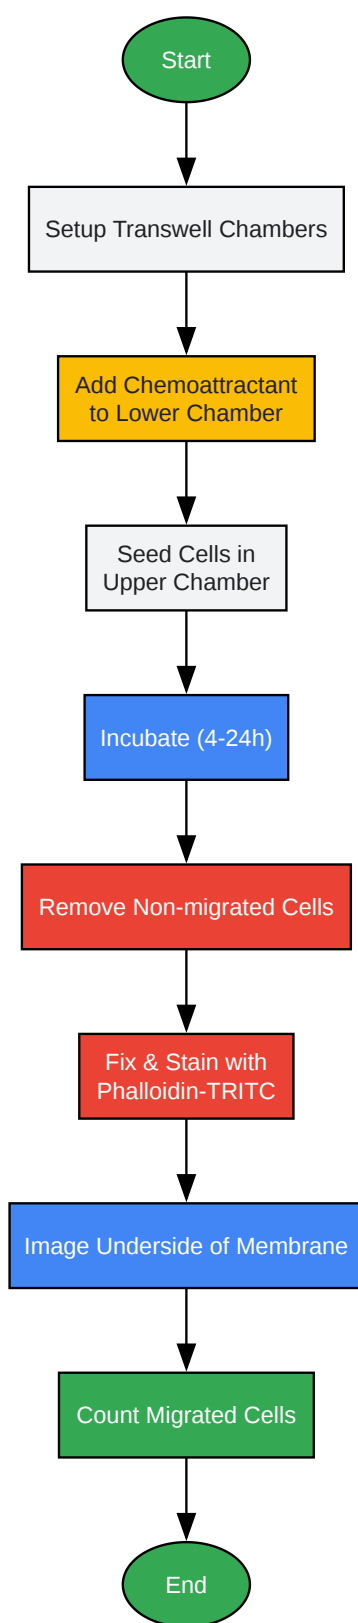 Start
Setup Transwell Chambers
Add Chemoattractant
to Lower Chamber
Seed Cells in
Upper Chamber
Incubate (4-24h)
Remove Non-migrated Cells
Fix & Stain with
Phalloidin-TRITC
Image Underside of Membrane
Count Migrated Cells
End